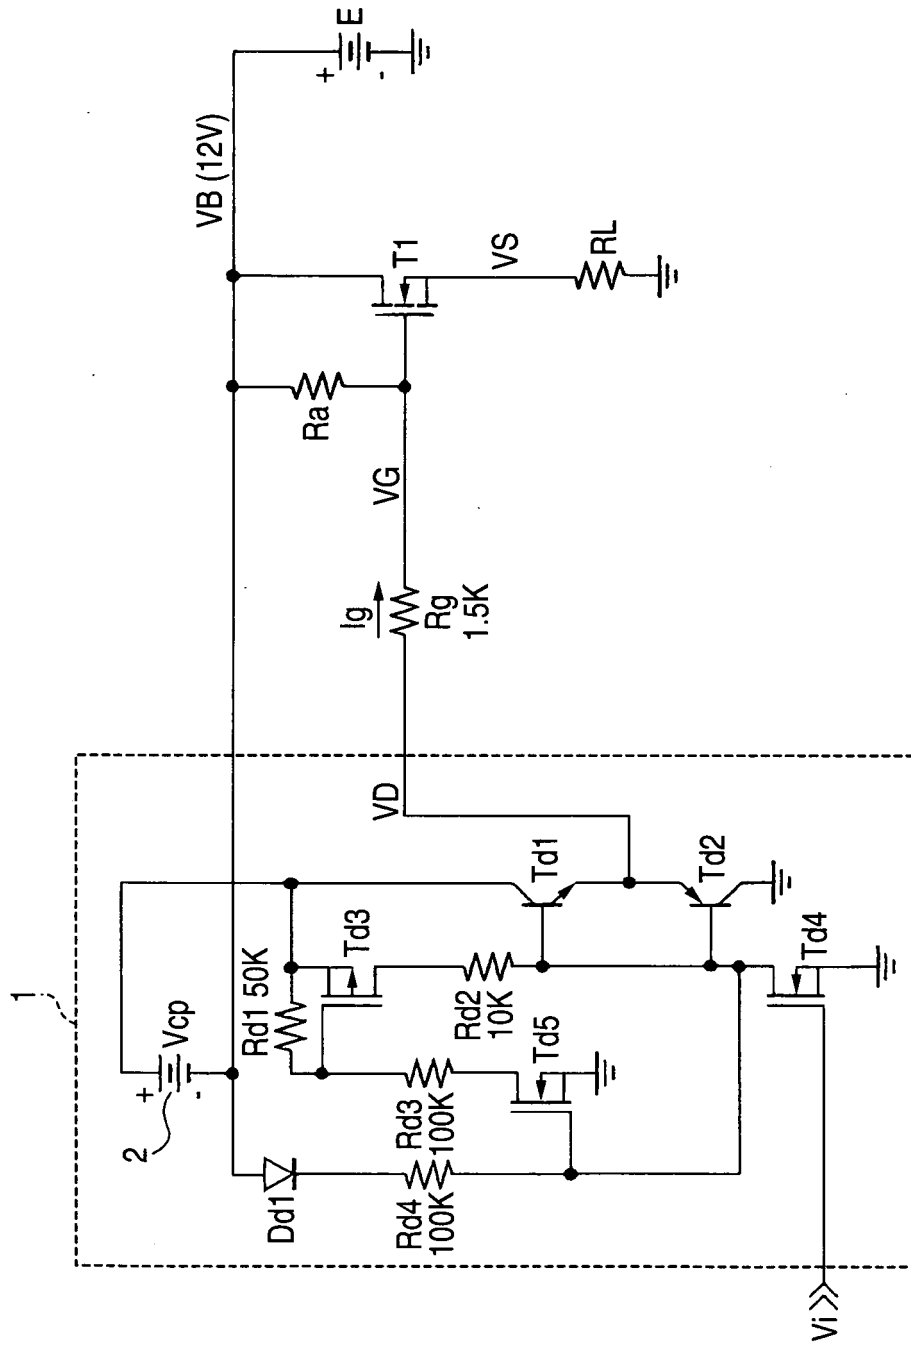 1
2
+
-
Vcp
VB (12V)
+
-
E
Dd1
Rd1 50K
Td3
Ra
T1
VS
RL
VG
Ig
Rg
1.5K
VD
Rd4
100K
Rd3
100K
Td5
Rd2
10K
Td1
Td2
Td4
Vi